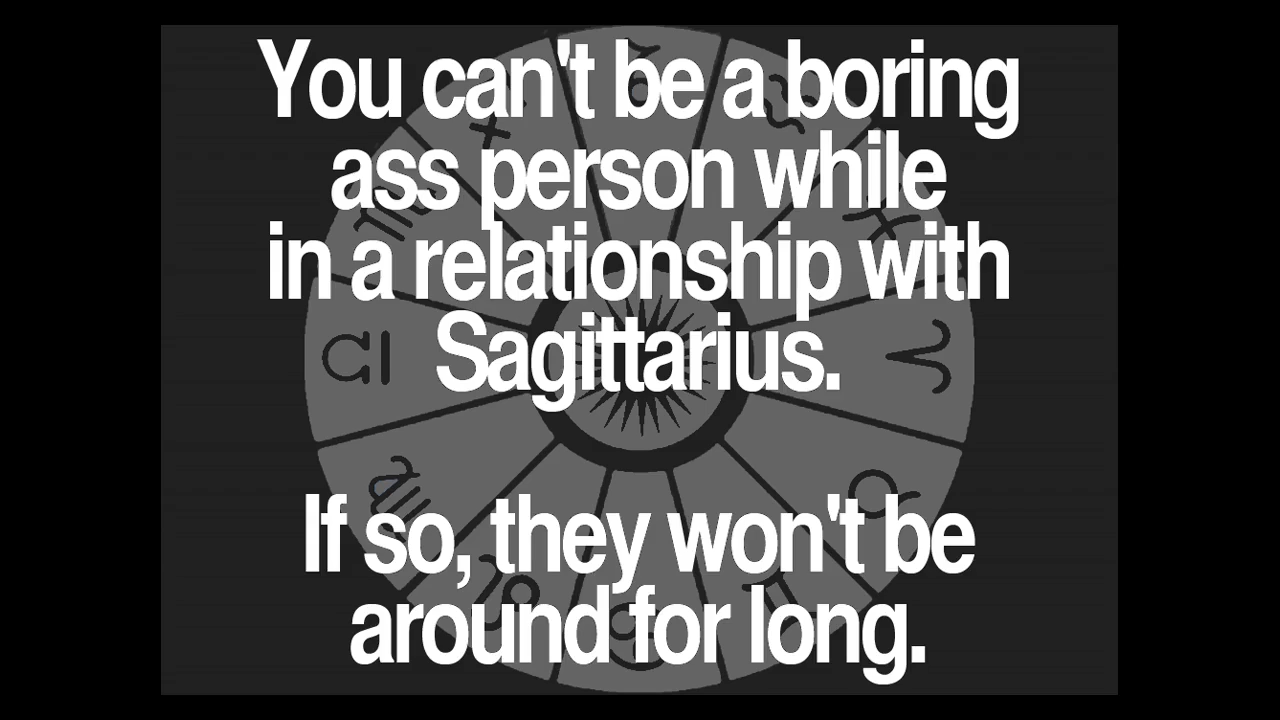 You can't be a boring
ass person while
in a relationship with
Sagittarius.
If so, they won't be
around for long.